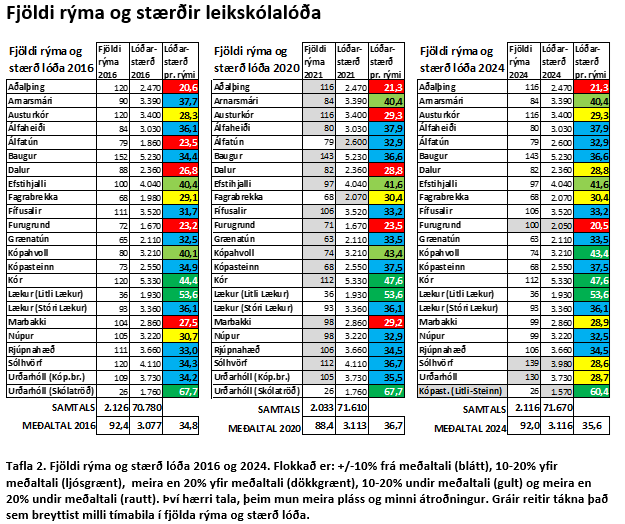 Fjöldi rýma og stærðir leikskólalóða
Fjöldi rýma og stærð lóða 2016 Fjöldi rýma 2016 Lóðar- stærð 2016 Lóðar- stærð pr. rými
Aðalþing 120 2.470 20,6
Arnarsmári 90 3.390 37,7
Austurkór 120 3.400 28,3
Álfaheiði 84 3.030 36,1
Álfatún 79 1.860 23,5
Baugur 152 5.230 34,4
Dalur 88 2.360 26,8
Efstihjalli 100 4.040 40,4
Fagrabrekka 68 1.980 29,1
Fífusalir 111 3.520 31,7
Furugrund 72 1.670 23,2
Grænatún 65 2.110 32,5
Kópahvoll 80 3.210 40,1
Kópasteinn 73 2.550 34,9
Kór 120 5.330 44,4
Lækur (Litli Lækur) 36 1.930 53,6
Lækur (Stóri Lækur) 93 3.360 36,1
Marbakki 104 2.860 27,5
Núpur 105 3.220 30,7
Rjúpnahæð 111 3.660 33,0
Sólhvörf 120 4.110 34,3
Urðarhóll (Kóp.br.) 109 3.730 34,2
Urðarhóll (Skólatröð) 26 1.760 67,7
SAMTALS 2.126 70.780
MEÐALTAL 2016 92,4 3.077 34,8
Fjöldi rýma og stærð lóða 2020 Fjöldi rýma 2021 Lóðar- stærð 2021 Lóðar- stærð pr. rými
Aðalþing 116 2.470 21,3
Arnarsmári 84 3.390 40,4
Austurkór 116 3.400 29,3
Álfaheiði 80 3.030 37,9
Álfatún 79 2.600 32,9
Baugur 143 5.230 36,6
Dalur 82 2.360 28,8
Efstihjalli 97 4.040 41,6
Fagrabrekka 68 2.070 30,4
Fífusalir 106 3.520 33,2
Furugrund 71 1.670 23,5
Grænatún 63 2.110 33,5
Kópahvoll 74 3.210 43,4
Kópasteinn 68 2.550 37,5
Kór 112 5.330 47,6
Lækur (Litli Lækur) 36 1.930 53,6
Lækur (Stóri Lækur) 93 3.360 36,1
Marbakki 98 2.860 29,2
Núpur 98 3.220 32,9
Rjúpnahæð 106 3.660 34,5
Sólhvörf 112 4.110 36,7
Urðarhóll (Kóp.br.) 105 3.730 35,5
Urðarhóll (Skólatröð) 26 1.760 67,7
SAMTALS 2.033 71.610
MEÐALTAL 2020 88,4 3.113 36,7
Fjöldi rýma og stærð lóða 2024 Fjöldi rýma 2024 Lóðar- stærð 2024 Lóðar- stærð pr. rými
Aðalþing 116 2.470 21,3
Arnarsmári 84 3.390 40,4
Austurkór 116 3.400 29,3
Álfaheiði 80 3.030 37,9
Álfatún 79 2.600 32,9
Baugur 143 5.230 36,6
Dalur 82 2.360 28,8
Efstihjalli 97 4.040 41,6
Fagrabrekka 68 2.070 30,4
Fífusalir 106 3.520 33,2
Furugrund 100 2.050 20,5
Grænatún 63 2.110 33,5
Kópahvoll 74 3.210 43,4
Kópasteinn 68 2.550 37,5
Kór 112 5.330 47,6
Lækur (Litli Lækur) 36 1.930 53,6
Lækur (Stóri Lækur) 93 3.360 36,1
Marbakki 99 2.860 28,9
Núpur 99 3.220 32,5
Rjúpnahæð 106 3.660 34,5
Sólhvörf 139 3.980 28,6
Urðarhóll 130 3.730 28,7
Kópast. (Litli-Steinn) 26 1.570 60,4
SAMTALS 2.116 71.670
MEÐALTAL 2024 92,0 3.116 35,6
Tafla 2. Fjöldi rýma og stærð lóða 2016 og 2024. Flokkað er: +/-10% frá meðaltali (blátt), 10-20% yfir
meðaltali (ljósgrænt), meira en 20% yfir meðaltali (dökkgrænt), 10-20% undir meðaltali (gult) og meira en
20% undir meðaltali (rautt). Því hærri tala, þeim mun meira pláss og minni átroðningur. Gráir reitir tákna það
sem breyttist milli tímabila í fjölda rýma og stærð lóða.